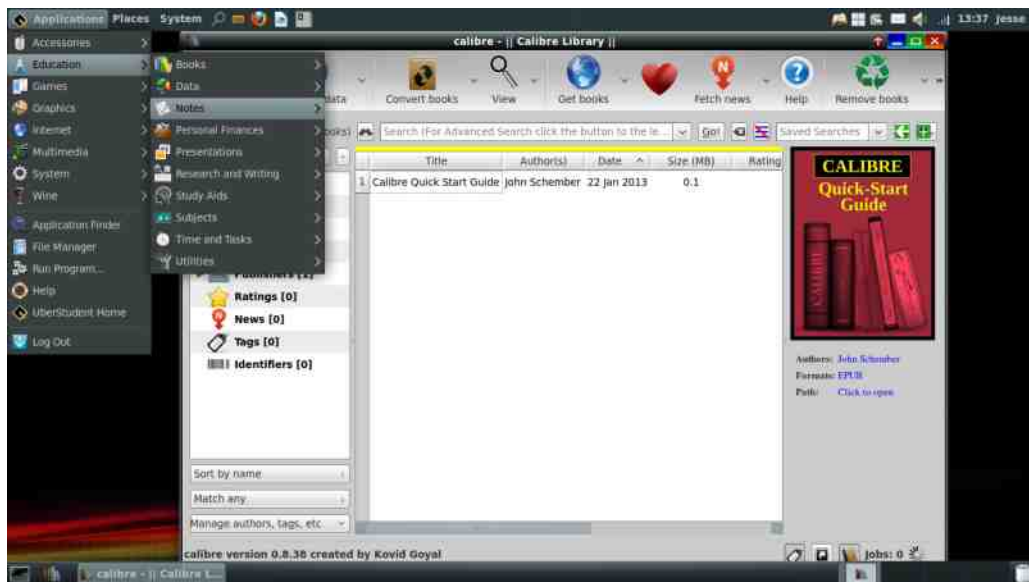 Applications Places System
13:37 jesse
Accessories
Education
Games
Graphics
Internet
Multimedia
System
Wine
Application Finder
File Manager
Run Program...
Help
UberStudent Home
Log Out
Books
Data
Notes
Personal Finances
Presentations
Research and Writing
Study Aids
Subjects
Time and Tasks
Utilities
calibre - || Calibre Library ||
Convert books View Get books Fetch news Help Remove books
Search (For Advanced Search click the button to the le... Go! Saved Searches
Title Author(s) Date Size (MB) Rating
1 Calibre Quick Start Guide John Schember 22 Jan 2013 0.1
Ratings [0]
News [0]
Tags [0]
Identifiers [0]
Sort by name
Match any
Manage authors, tags, etc
CALIBRE
Quick-Start
Guide
CALIBRE
Authors: John Schember
Formats: EPUB
Path: Click to open
calibre version 0.8.38 created by Kovid Goyal
Jobs: 0
calibre - || Calibre L...